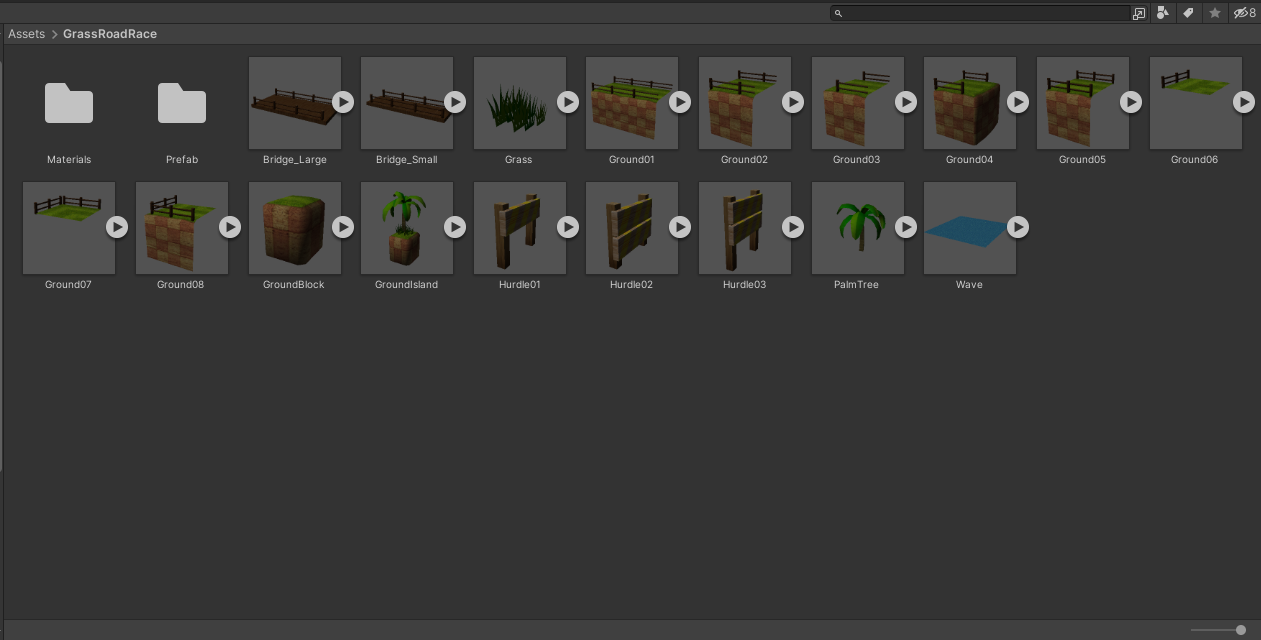 8
Assets > GrassRoadRace
Materials Prefab Bridge_Large Bridge_Small Grass Ground01 Ground02 Ground03 Ground04 Ground05 Ground06
Ground07 Ground08 GroundBlock GroundIsland Hurdle01 Hurdle02 Hurdle03 PalmTree Wave